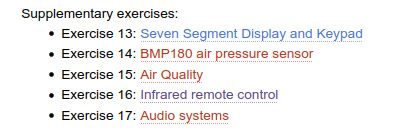 Supplementary exercises:
Exercise 13: Seven Segment Display and Keypad
Exercise 14: BMP180 air pressure sensor
Exercise 15: Air Quality
Exercise 16: Infrared remote control
Exercise 17: Audio systems